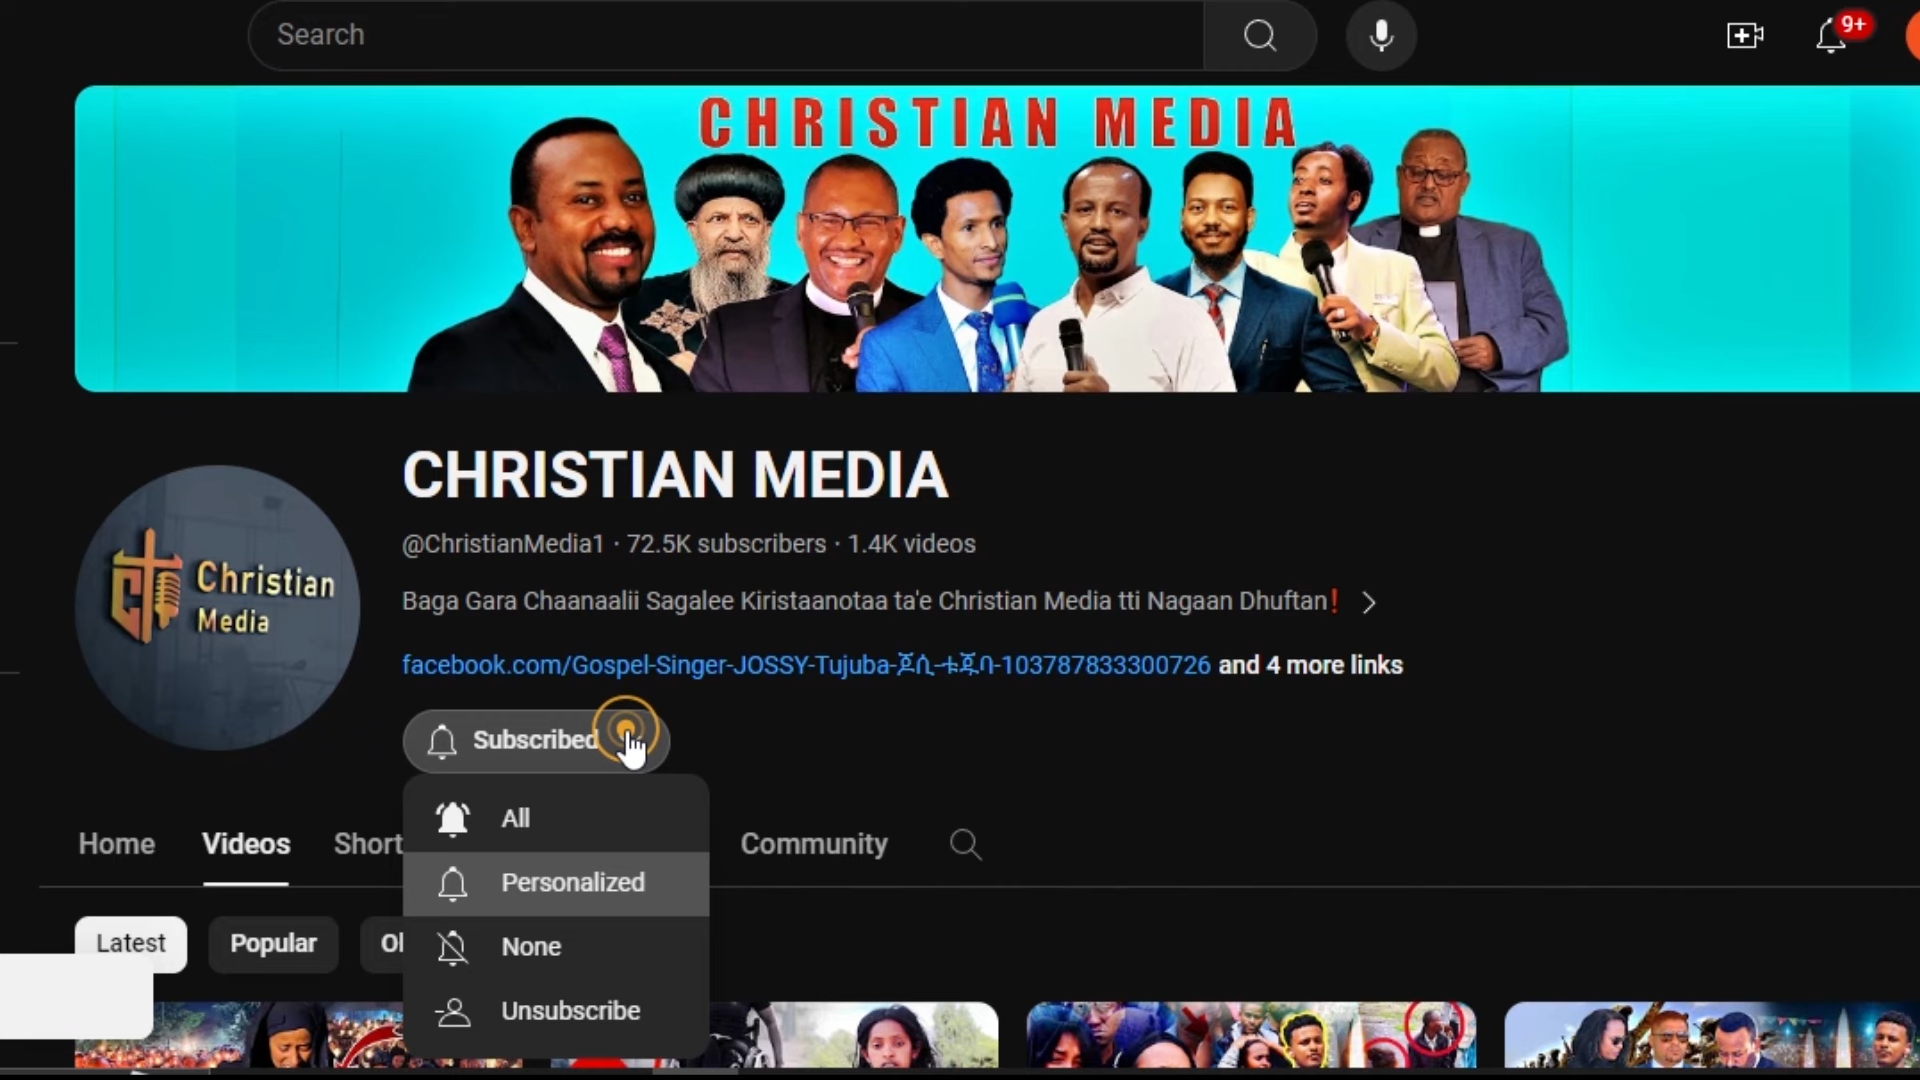 Search
9+
CHRISTIAN MEDIA
CHRISTIAN MEDIA
@ChristianMedia1 · 72.5K subscribers · 1.4K videos
Christian
Media
Baga Gara Chaanaalii Sagalee Kiristaanotaa ta'e Christian Media tti Nagaan Dhuftan❗
facebook.com/Gospel-Singer-JOSSY-Tujuba-ጆሲ-ቱጁባ-103787833300726 and 4 more links
Subscribed
All
Home Videos Short Community
Personalized
Latest Popular Ol
None
Unsubscribe